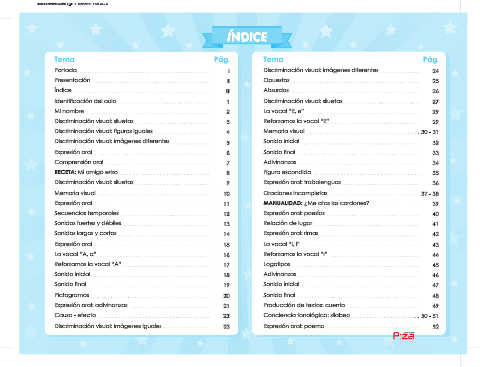 ÍNDICE
Tema Pág.
Portada I
Presentación II
Índice III
Identificación del aula 1
Mi nombre 2
Discriminación visual: siluetas 3
Discriminación visual: figuras iguales 4
Discriminación visual: imágenes diferentes 5
Expresión oral 6
Comprensión oral 7
RECETA: Mi amigo erizo 8
Discriminación visual: siluetas 9
Memoria visual 10
Expresión oral 11
Secuencias temporales 12
Sonidos fuertes y débiles 13
Sonidos largos y cortos 14
Expresión oral 15
La vocal "A, a" 16
Reforzamos la vocal "A" 17
Sonido inicial 18
Sonido final 19
Pictogramas 20
Expresión oral: adivinanzas 21
Causa - efecto 22
Discriminación visual: imágenes iguales 23
Tema Pág.
Discriminación visual: imágenes diferentes 24
Opuestos 25
Absurdos 26
Discriminación visual: siluetas 27
La vocal "E, e" 28
Reforzamos la vocal "E" 29
Memoria visual 30 - 31
Sonido inicial 32
Sonido final 33
Adivinanzas 34
Figura escondida 35
Expresión oral: trabalenguas 36
Oraciones incompletas 37 - 38
MANUALIDAD: ¿Me atas los cordones? 39
Expresión oral: poesías 40
Relación de lugar 41
Expresión oral: rimas 42
La vocal "I, i" 43
Reforzamos la vocal "I" 44
Logotipos 45
Adivinanzas 46
Sonido inicial 47
Sonido final 48
Producción de textos: cuento 49
Conciencia fonológica: sílabas 50 - 51
Expresión oral: poema 52